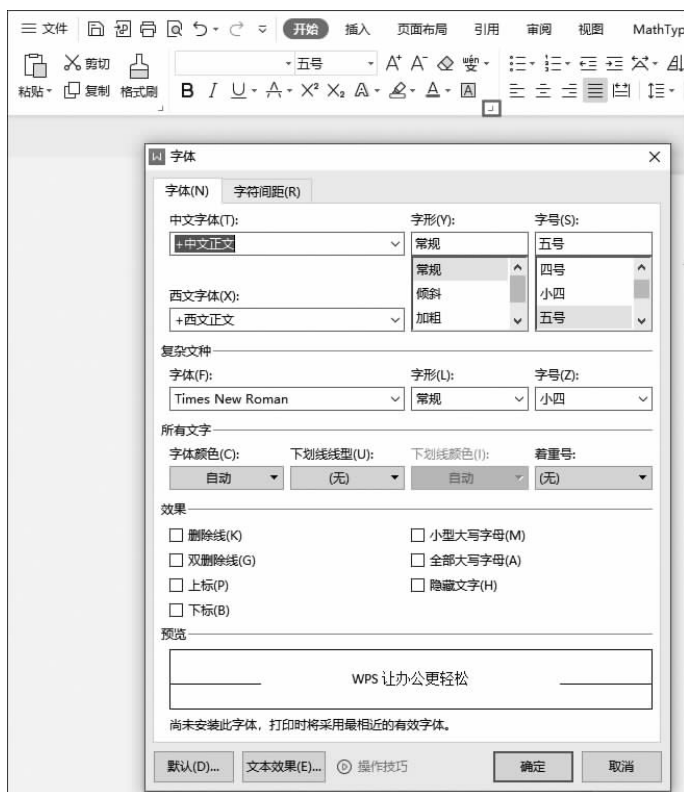 文件 开始 插入 页面布局 引用 审阅 视图 MathTyp
剪切 五号 A⁺ A⁻
粘贴 复制 格式刷 B I U A X² X₂ A A A
W 字体
字体(N) 字符间距(R)
中文字体(T): 字形(Y): 字号(S):
+中文正文 常规 五号
常规 四号
倾斜 小四
西文字体(X):
+西文正文 加粗 五号
复杂文种
字体(F): 字形(L): 字号(Z):
Times New Roman 常规 小四
所有文字
字体颜色(C): 下划线线型(U): 下划线颜色(I): 着重号:
自动 (无) 自动 (无)
效果
删除线(K) 小型大写字母(M)
双删除线(G) 全部大写字母(A)
上标(P) 隐藏文字(H)
下标(B)
预览
WPS 让办公更轻松
尚未安装此字体，打印时将采用最相近的有效字体。
默认(D)... 文本效果(E)... 操作技巧 确定 取消